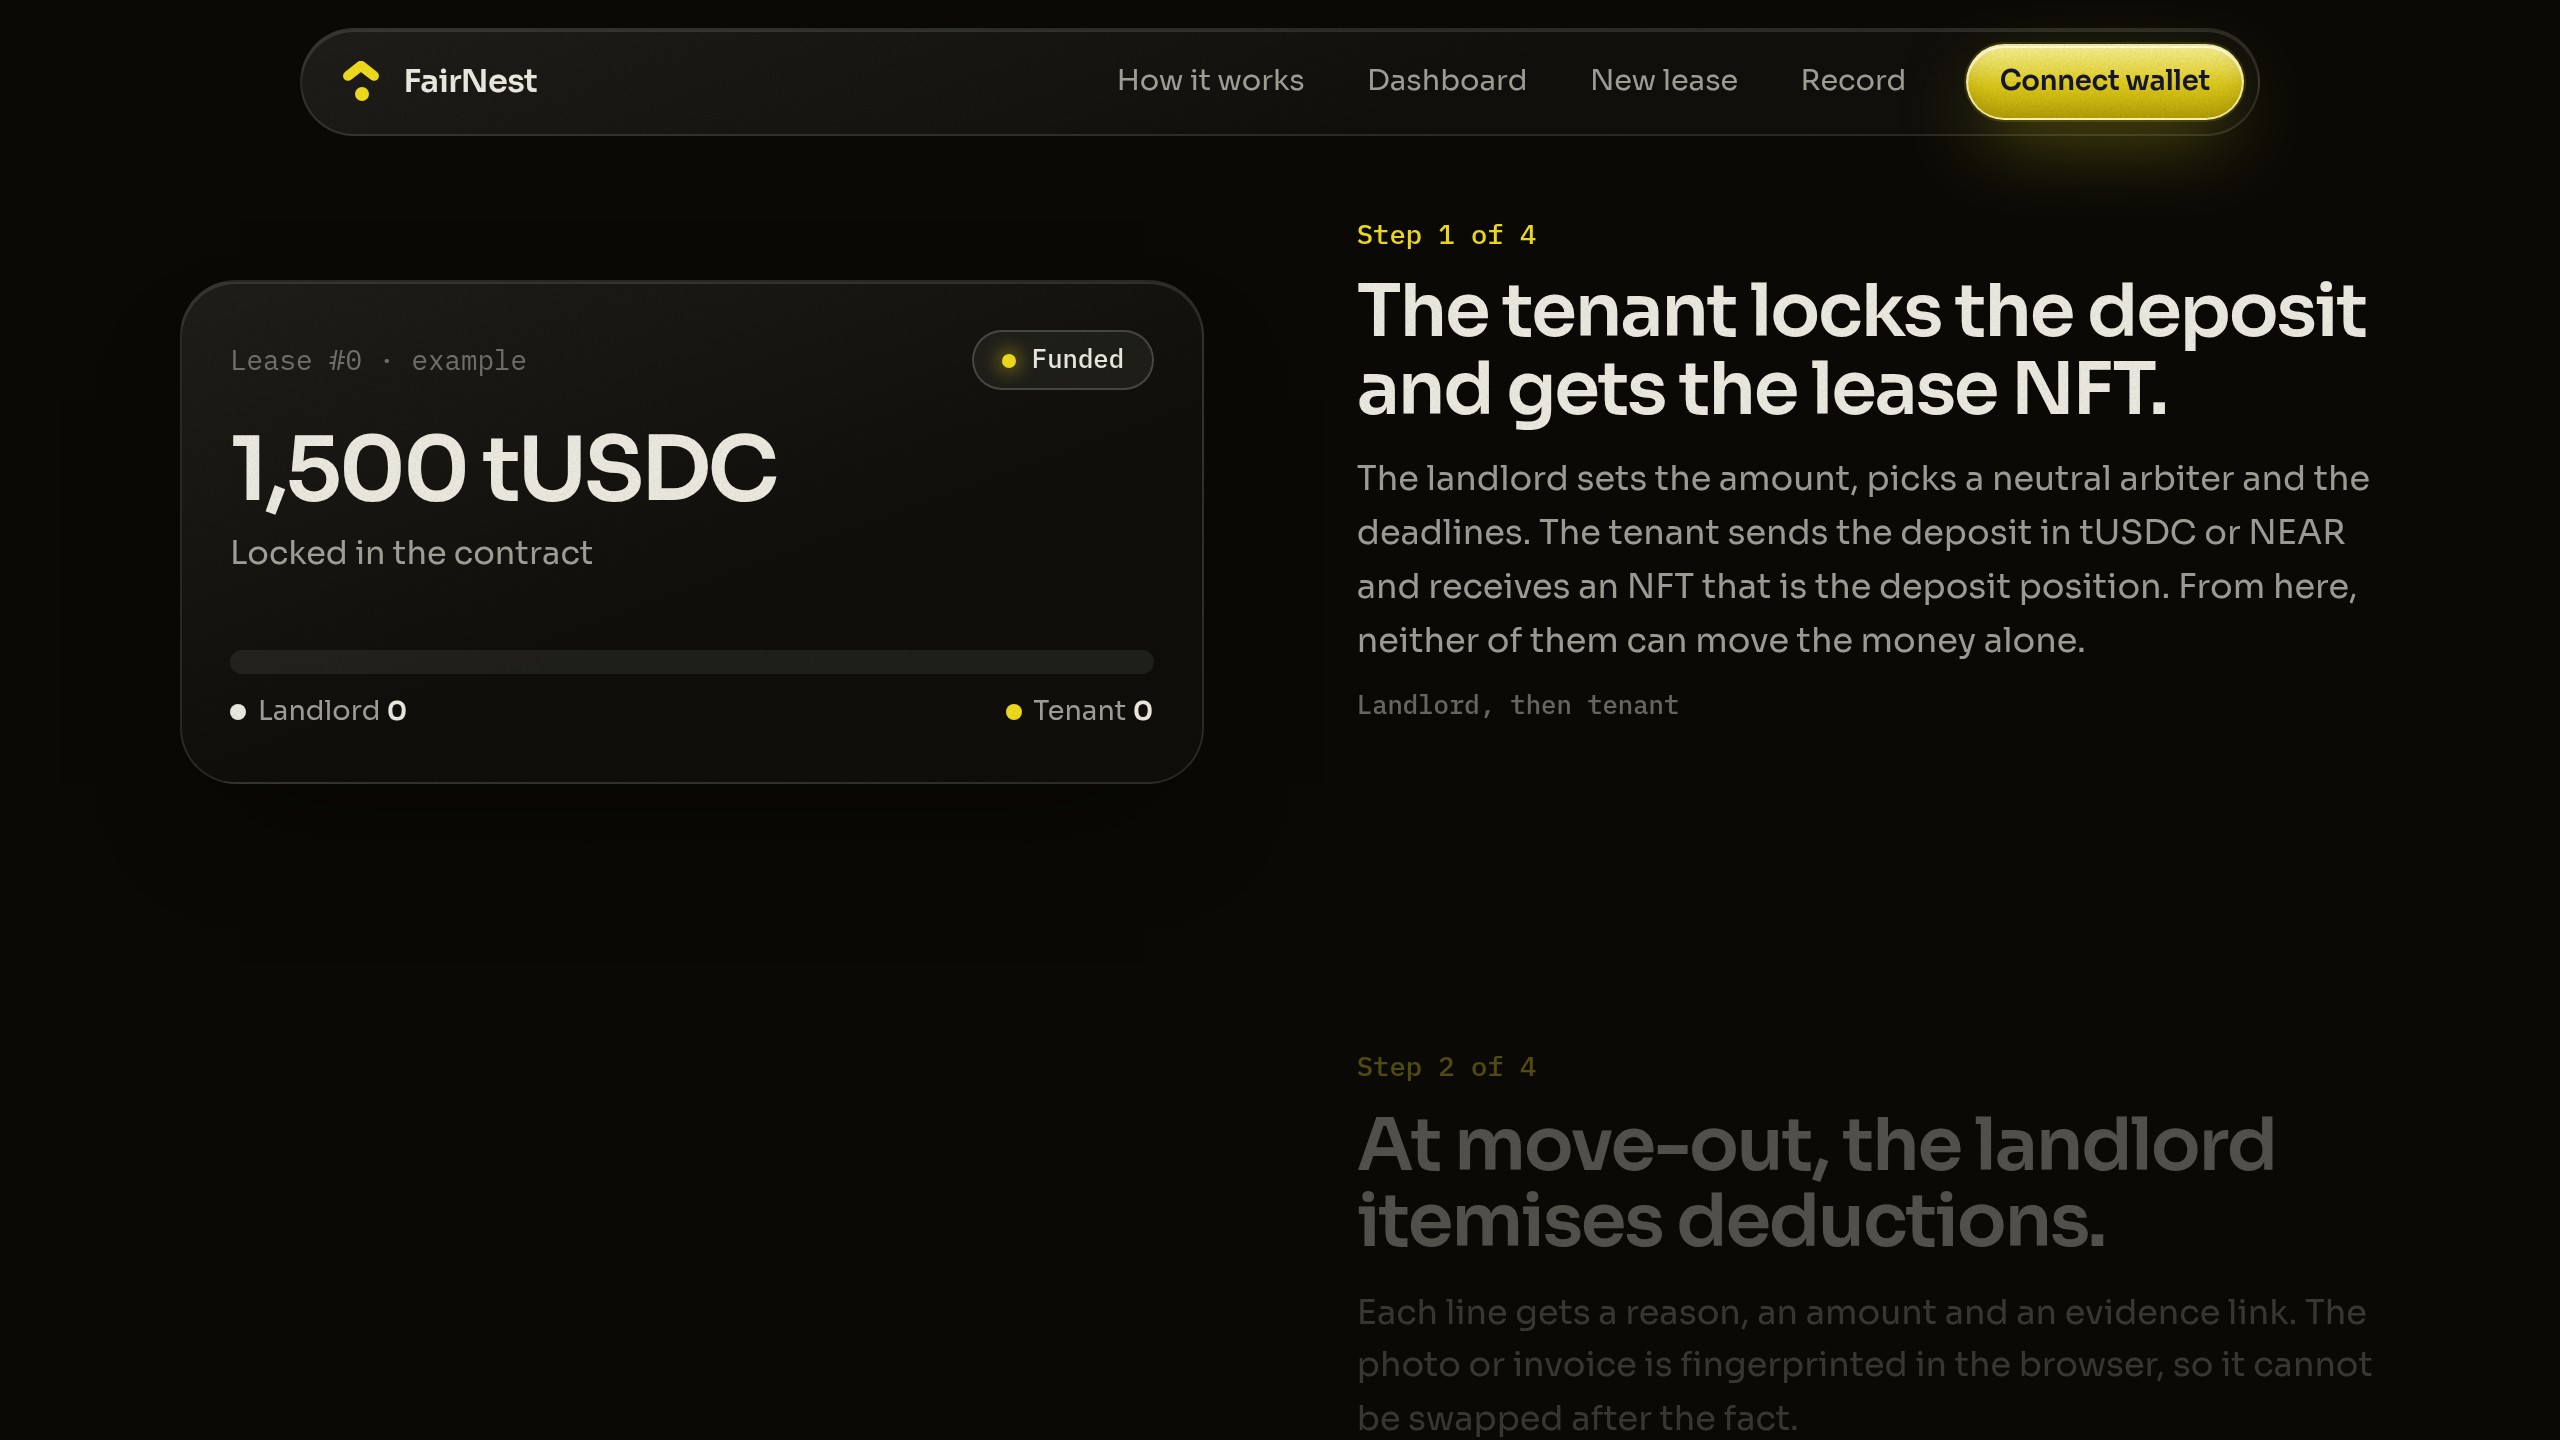 FairNest
How it works
Dashboard
New lease
Record
Connect wallet
Lease #0 · example
Funded
1,500 tUSDC
Locked in the contract
Landlord 0
Tenant 0
Step 1 of 4
The tenant locks the deposit
and gets the lease NFT.
The landlord sets the amount, picks a neutral arbiter and the
deadlines. The tenant sends the deposit in tUSDC or NEAR
and receives an NFT that is the deposit position. From here,
neither of them can move the money alone.
Landlord, then tenant
Step 2 of 4
At move-out, the landlord
itemises deductions.
Each line gets a reason, an amount and an evidence link. The
photo or invoice is fingerprinted in the browser, so it cannot
be swapped after the fact.